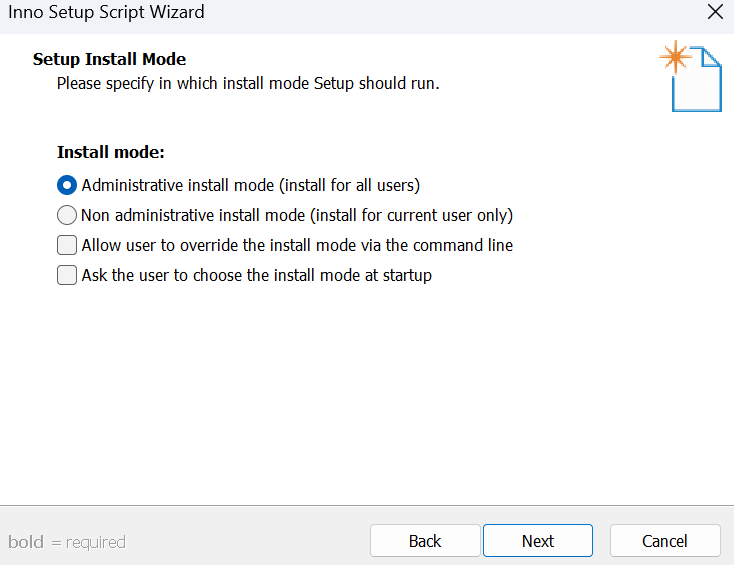 Inno Setup Script Wizard
Setup Install Mode
Please specify in which install mode Setup should run.
Install mode:
Administrative install mode (install for all users)
Non administrative install mode (install for current user only)
Allow user to override the install mode via the command line
Ask the user to choose the install mode at startup
bold = required
Back
Next
Cancel